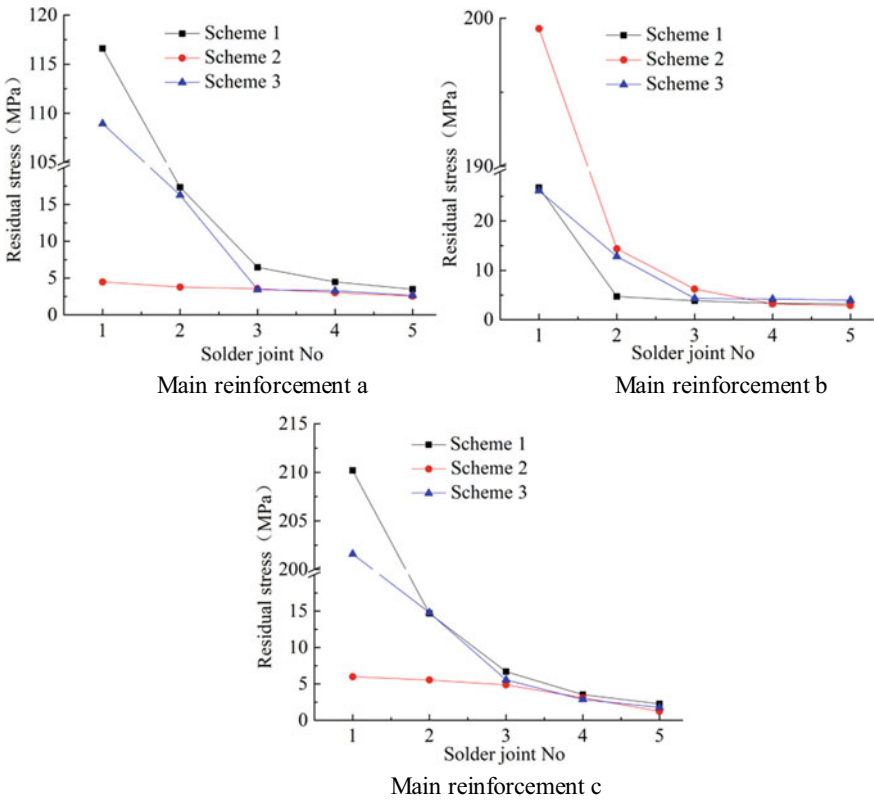 120
115
110
105
15
10
5
0
Residual stress（MPa）
Scheme 1
Scheme 2
Scheme 3
1 2 3 4 5
Solder joint No
Main reinforcement a
200
190
20
10
0
Residual stress（MPa）
Scheme 1
Scheme 2
Scheme 3
1 2 3 4 5
Solder joint No
Main reinforcement b
215
210
205
200
15
10
5
0
Residual stress（MPa）
Scheme 1
Scheme 2
Scheme 3
1 2 3 4 5
Solder joint No
Main reinforcement c